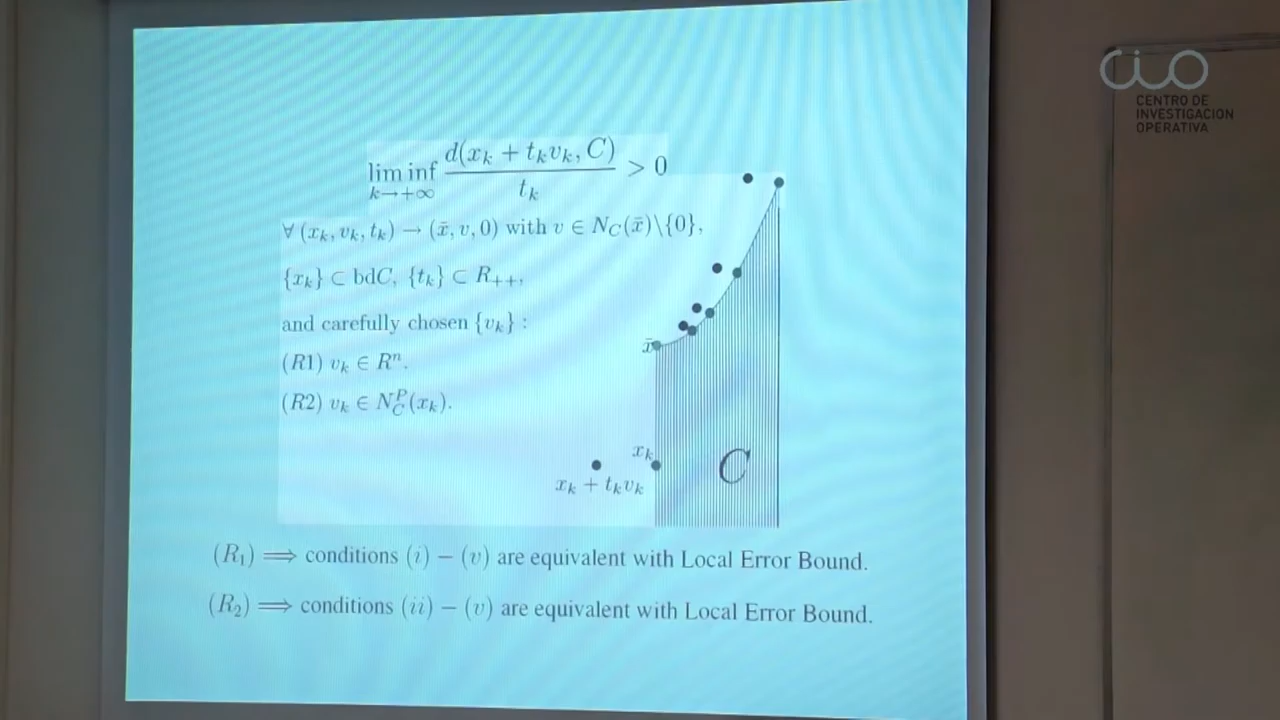 lim inf k→+∞ d(x_k + t_k v_k, C) / t_k > 0
∀ (x_k, v_k, t_k) → (x̄, v, 0) with v ∈ N_C(x̄)\{0},
{x_k} ⊂ bdC, {t_k} ⊂ R_{++},
and carefully chosen {v_k} :
(R1) v_k ∈ R^n.
(R2) v_k ∈ N_C^P(x_k).
x̄
x_k
x_k + t_k v_k
C
(R_1) ⟹ conditions (i) − (v) are equivalent with Local Error Bound.
(R_2) ⟹ conditions (ii) − (v) are equivalent with Local Error Bound.
CIO
CENTRO DE
INVESTIGACION
OPERATIVA